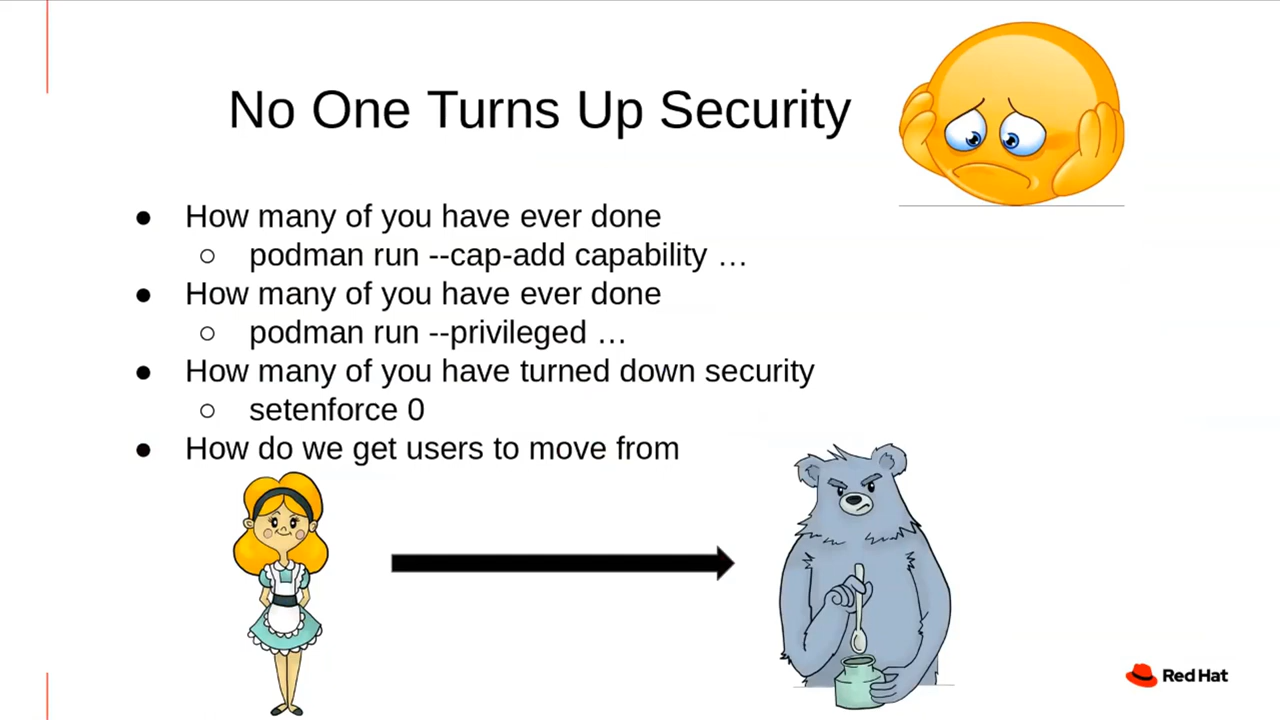 No One Turns Up Security
● How many of you have ever done
○ podman run --cap-add capability …
● How many of you have ever done
○ podman run --privileged …
● How many of you have turned down security
○ setenforce 0
● How do we get users to move from
Red Hat